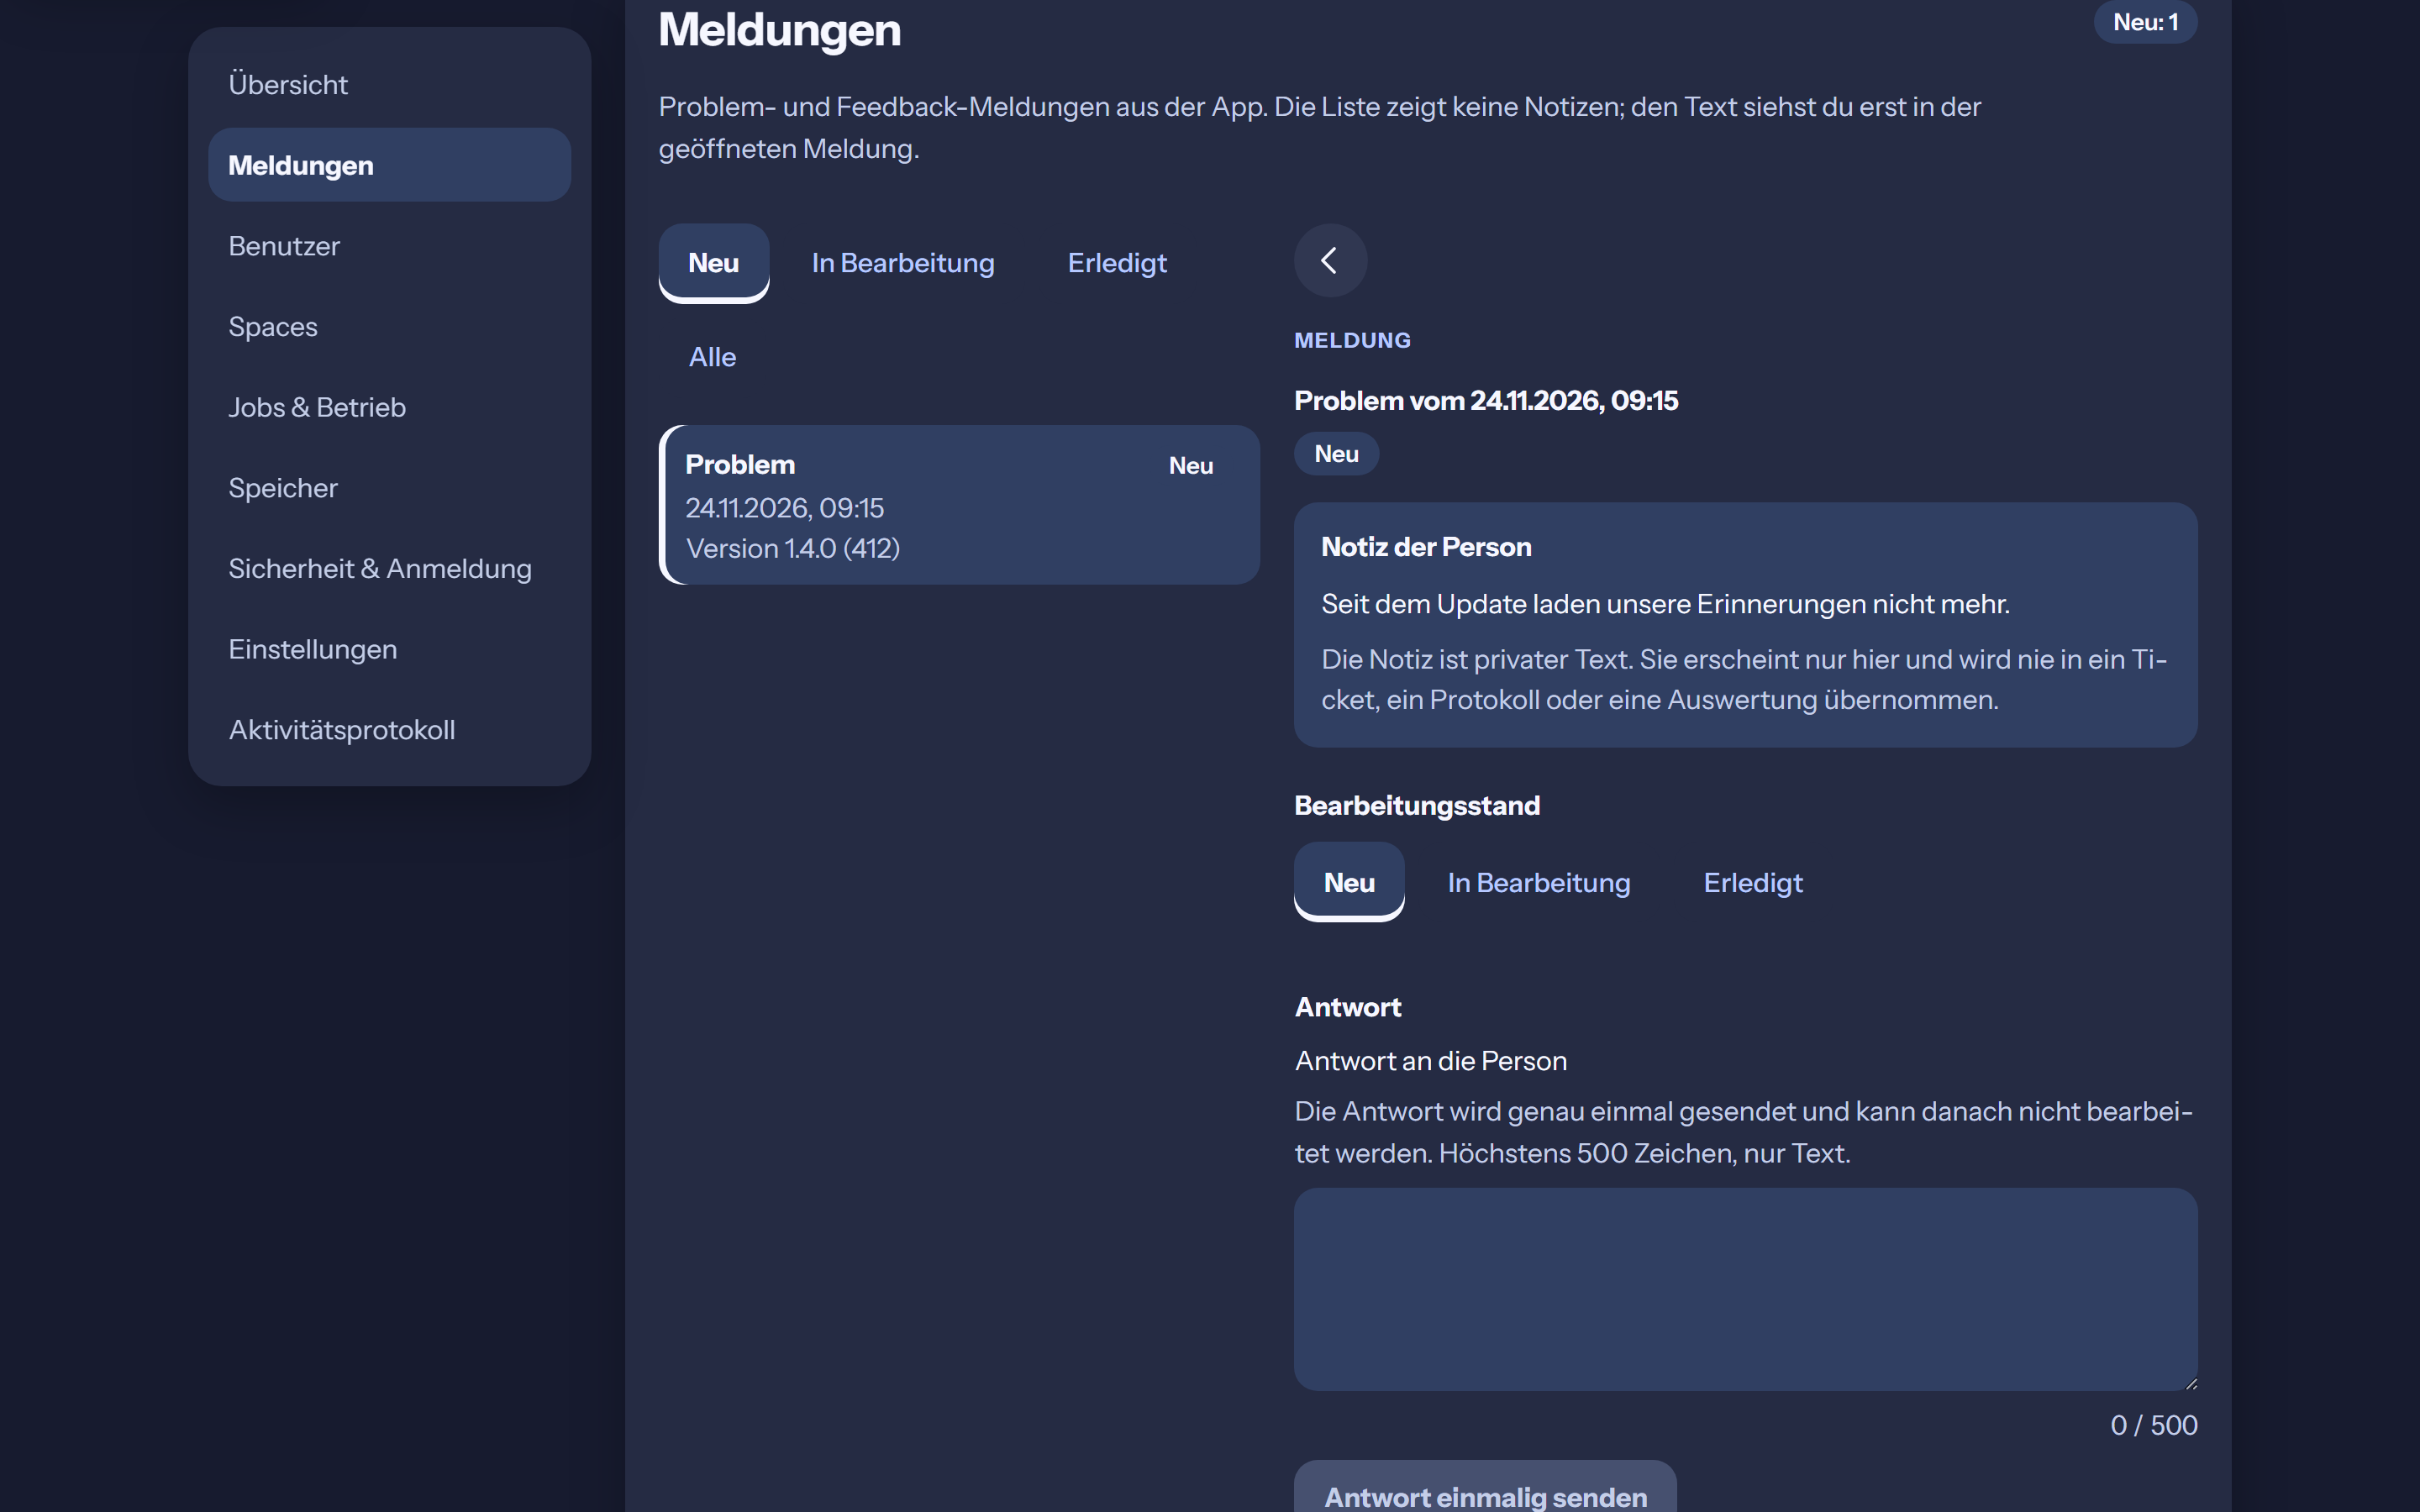 Übersicht
Meldungen
Benutzer
Spaces
Jobs & Betrieb
Speicher
Sicherheit & Anmeldung
Einstellungen
Aktivitätsprotokoll
Meldungen
Neu: 1
Problem- und Feedback-Meldungen aus der App. Die Liste zeigt keine Notizen; den Text siehst du erst in der
geöffneten Meldung.
Neu
In Bearbeitung
Erledigt
Alle
Problem
Neu
24.11.2026, 09:15
Version 1.4.0 (412)
MELDUNG
Problem vom 24.11.2026, 09:15
Neu
Notiz der Person
Seit dem Update laden unsere Erinnerungen nicht mehr.
Die Notiz ist privater Text. Sie erscheint nur hier und wird nie in ein Ti-
cket, ein Protokoll oder eine Auswertung übernommen.
Bearbeitungsstand
Neu
In Bearbeitung
Erledigt
Antwort
Antwort an die Person
Die Antwort wird genau einmal gesendet und kann danach nicht bearbei-
tet werden. Höchstens 500 Zeichen, nur Text.
0 / 500
Antwort einmalig senden